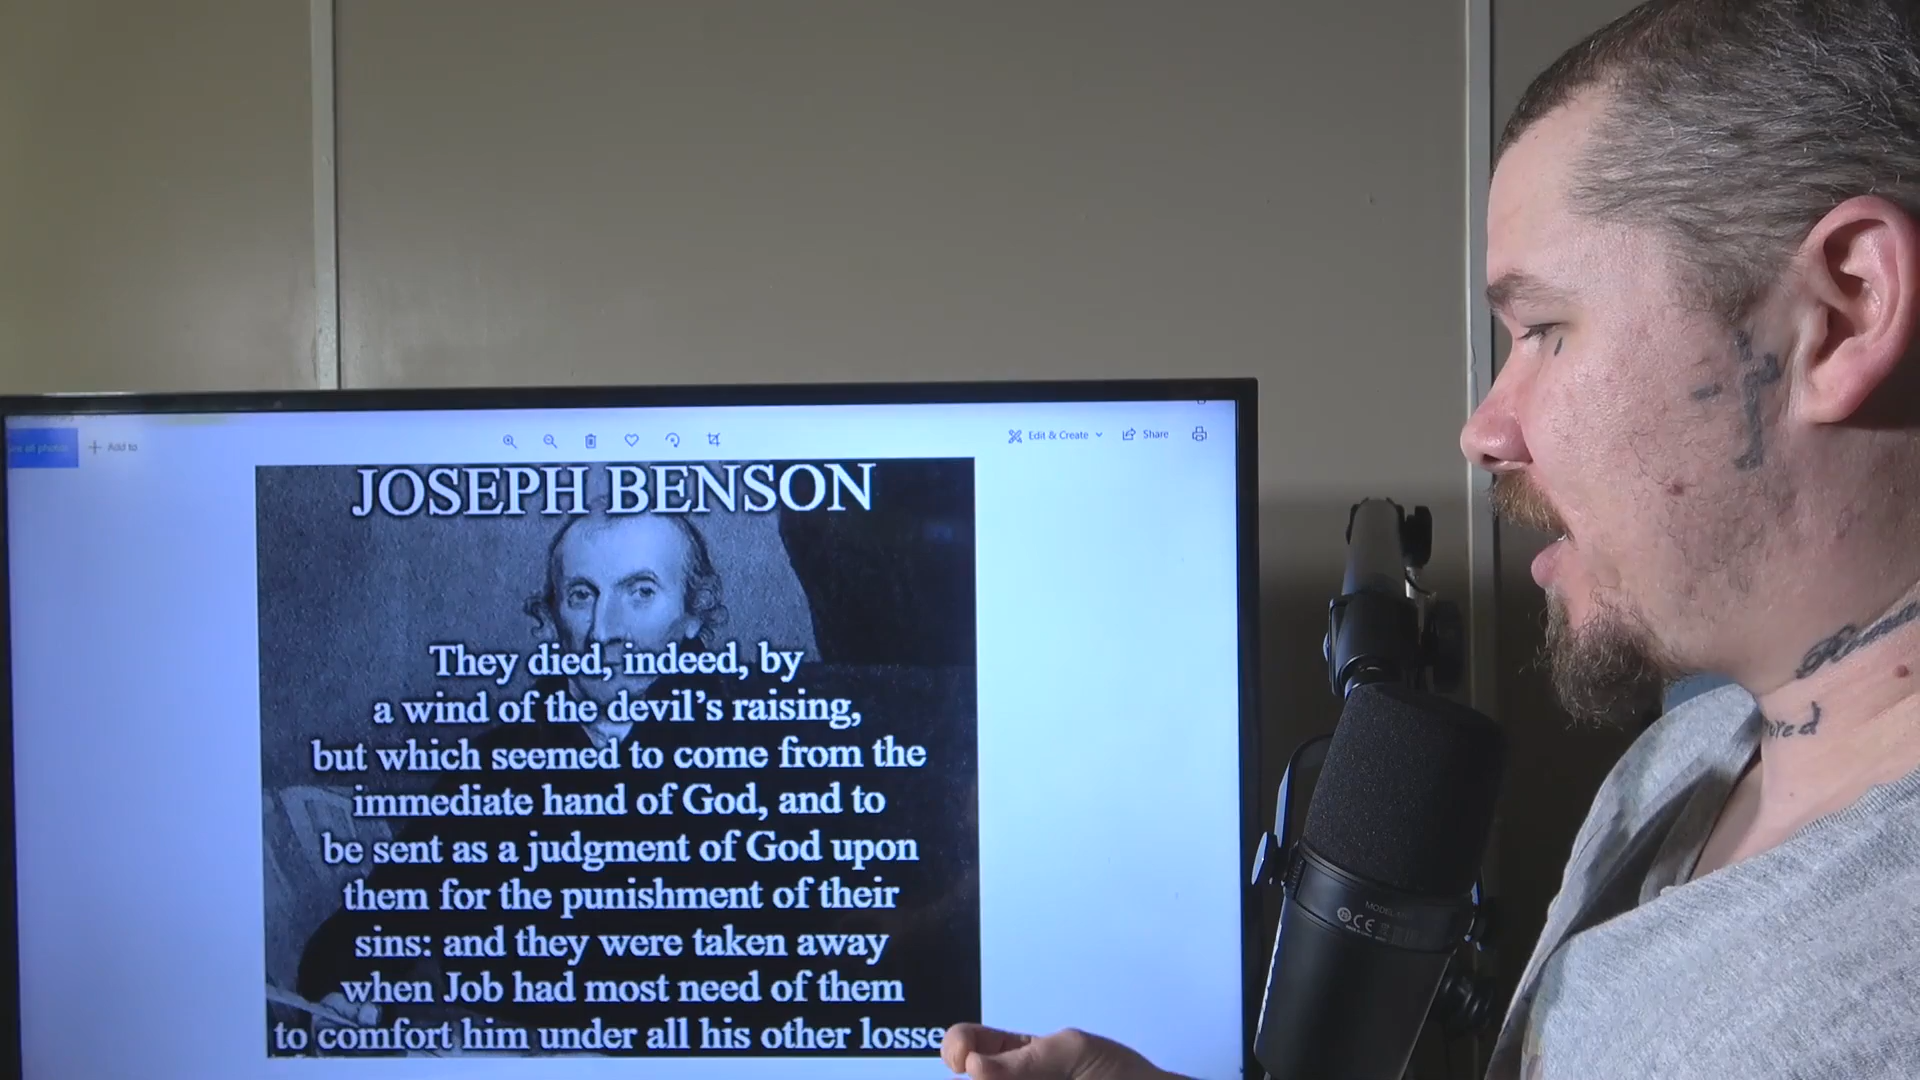 Add to
Edit & Create
Share
JOSEPH BENSON
They died, indeed, by
a wind of the devil's raising,
but which seemed to come from the
immediate hand of God, and to
be sent as a judgment of God upon
them for the punishment of their
sins: and they were taken away
when Job had most need of them
to comfort him under all his other losse
MODEL
CE